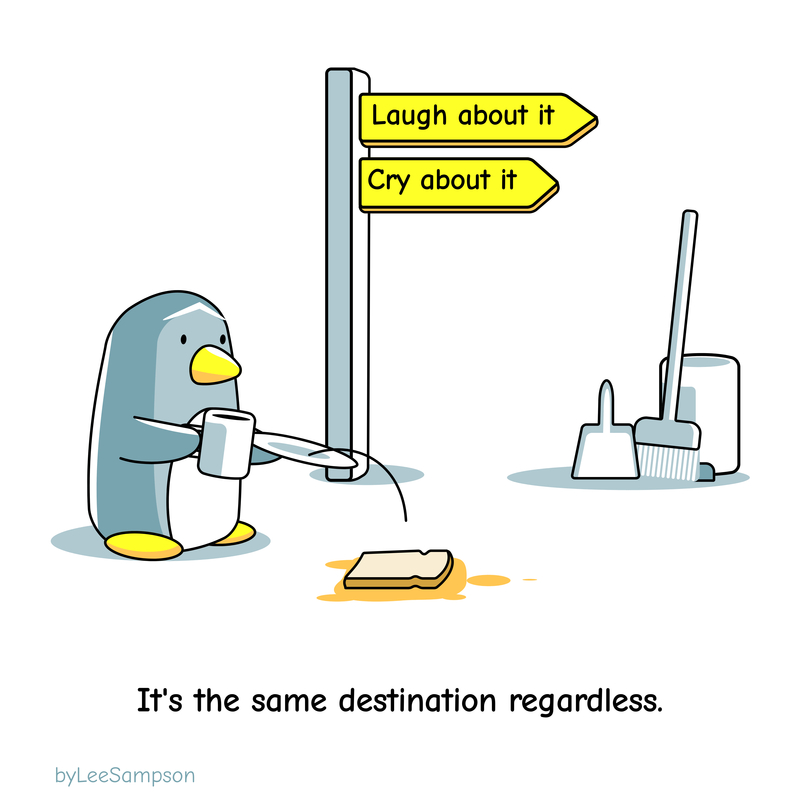 Laugh about it
Cry about it
It's the same destination regardless.
byLeeSampson